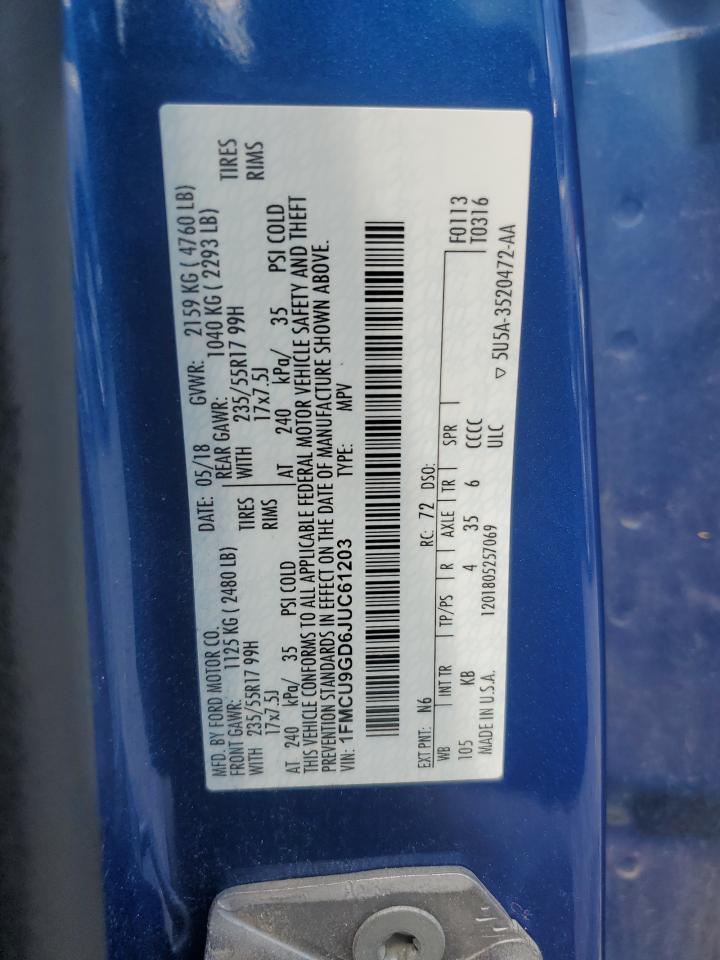 MFD. BY FORD MOTOR CO.
DATE: 05/18 GVWR: 2159 KG ( 4760 LB)
FRONT GAWR: 1125 KG ( 2480 LB) REAR GAWR: 1040 KG ( 2293 LB)
WITH 235/55R17 99H TIRES WITH 235/55R17 99H TIRES
17x7.5J RIMS 17x7.5J RIMS
AT 240 kPa/ 35 PSI COLD AT 240 kPa/ 35 PSI COLD
THIS VEHICLE CONFORMS TO ALL APPLICABLE FEDERAL MOTOR VEHICLE SAFETY AND THEFT
PREVENTION STANDARDS IN EFFECT ON THE DATE OF MANUFACTURE SHOWN ABOVE.
VIN: 1FMCU9GD6JUC61203 TYPE: MPV
EXT PNT: N6 RC: 72 DSO:
WB INT TR TP/PS R AXLE TR SPR F0113
105 KB 4 35 6 CCCC T0316
MADE IN U.S.A. 1201805257069 ULC
▽ 5U5A-3520472-AA